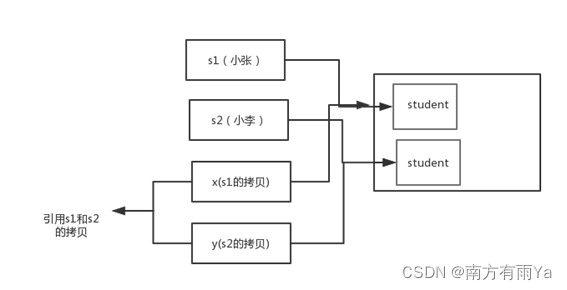 s1（小张）
student
s2（小李）
student
x(s1的拷贝)
引用s1和s2
的拷贝
y(s2的拷贝)
CSDN @南方有雨Ya